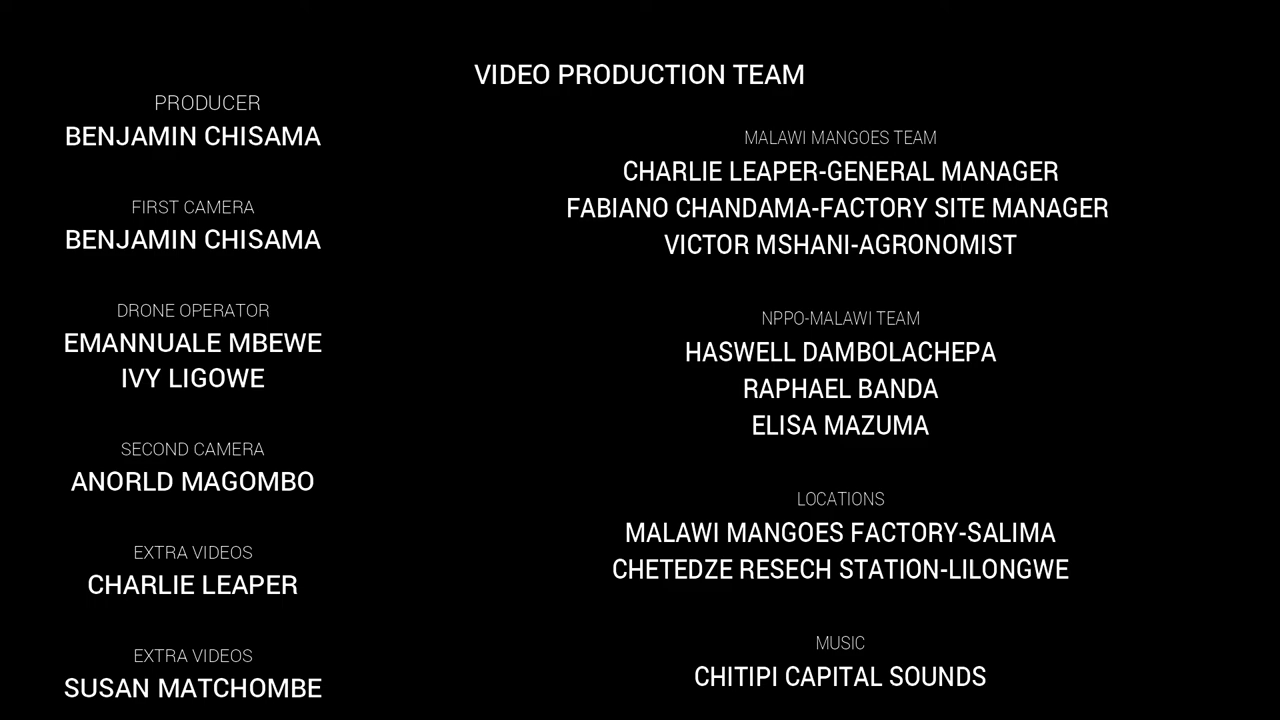 VIDEO PRODUCTION TEAM
PRODUCER
BENJAMIN CHISAMA
FIRST CAMERA
BENJAMIN CHISAMA
DRONE OPERATOR
EMANNUALE MBEWE
IVY LIGOWE
SECOND CAMERA
ANORLD MAGOMBO
EXTRA VIDEOS
CHARLIE LEAPER
EXTRA VIDEOS
SUSAN MATCHOMBE
MALAWI MANGOES TEAM
CHARLIE LEAPER-GENERAL MANAGER
FABIANO CHANDAMA-FACTORY SITE MANAGER
VICTOR MSHANI-AGRONOMIST
NPPO-MALAWI TEAM
HASWELL DAMBOLACHEPA
RAPHAEL BANDA
ELISA MAZUMA
LOCATIONS
MALAWI MANGOES FACTORY-SALIMA
CHETEDZE RESECH STATION-LILONGWE
MUSIC
CHITIPI CAPITAL SOUNDS